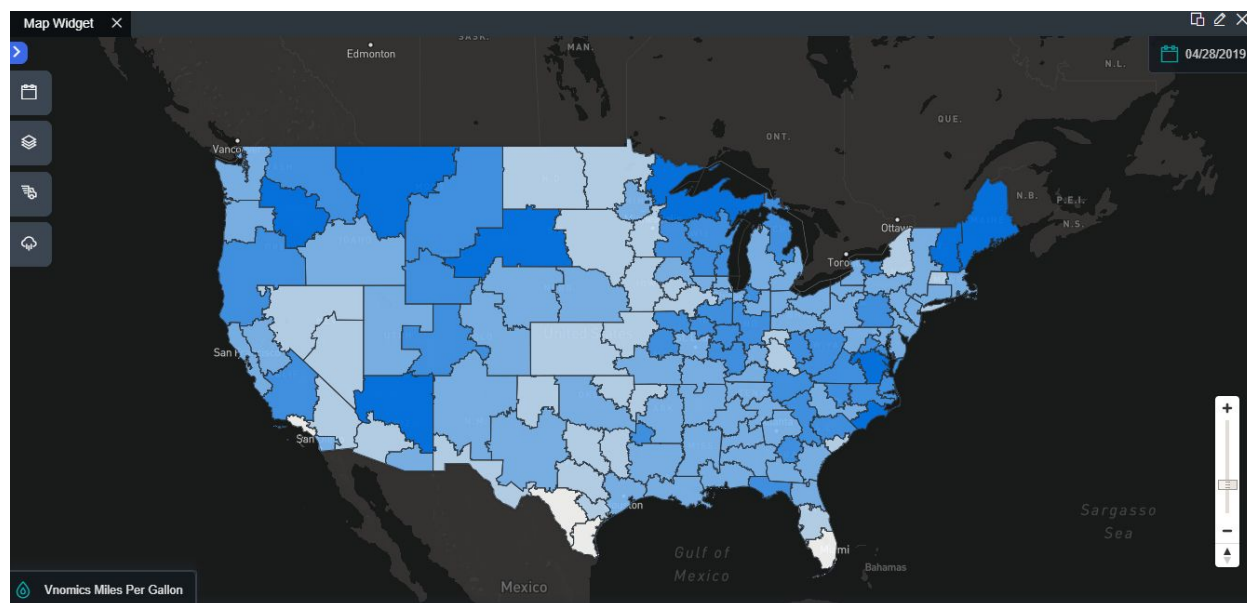 Map Widget
SASK.
MAN.
Edmonton
04/28/2019
N.L.
QUE.
ONT.
Vanco
N.B.
P.E.I.
N.S.
Ottawa
Toro
San
San
ton
Sargasso
Sea
Gulf of
Mexico
Bahamas
Mexico
Vnomics Miles Per Gallon